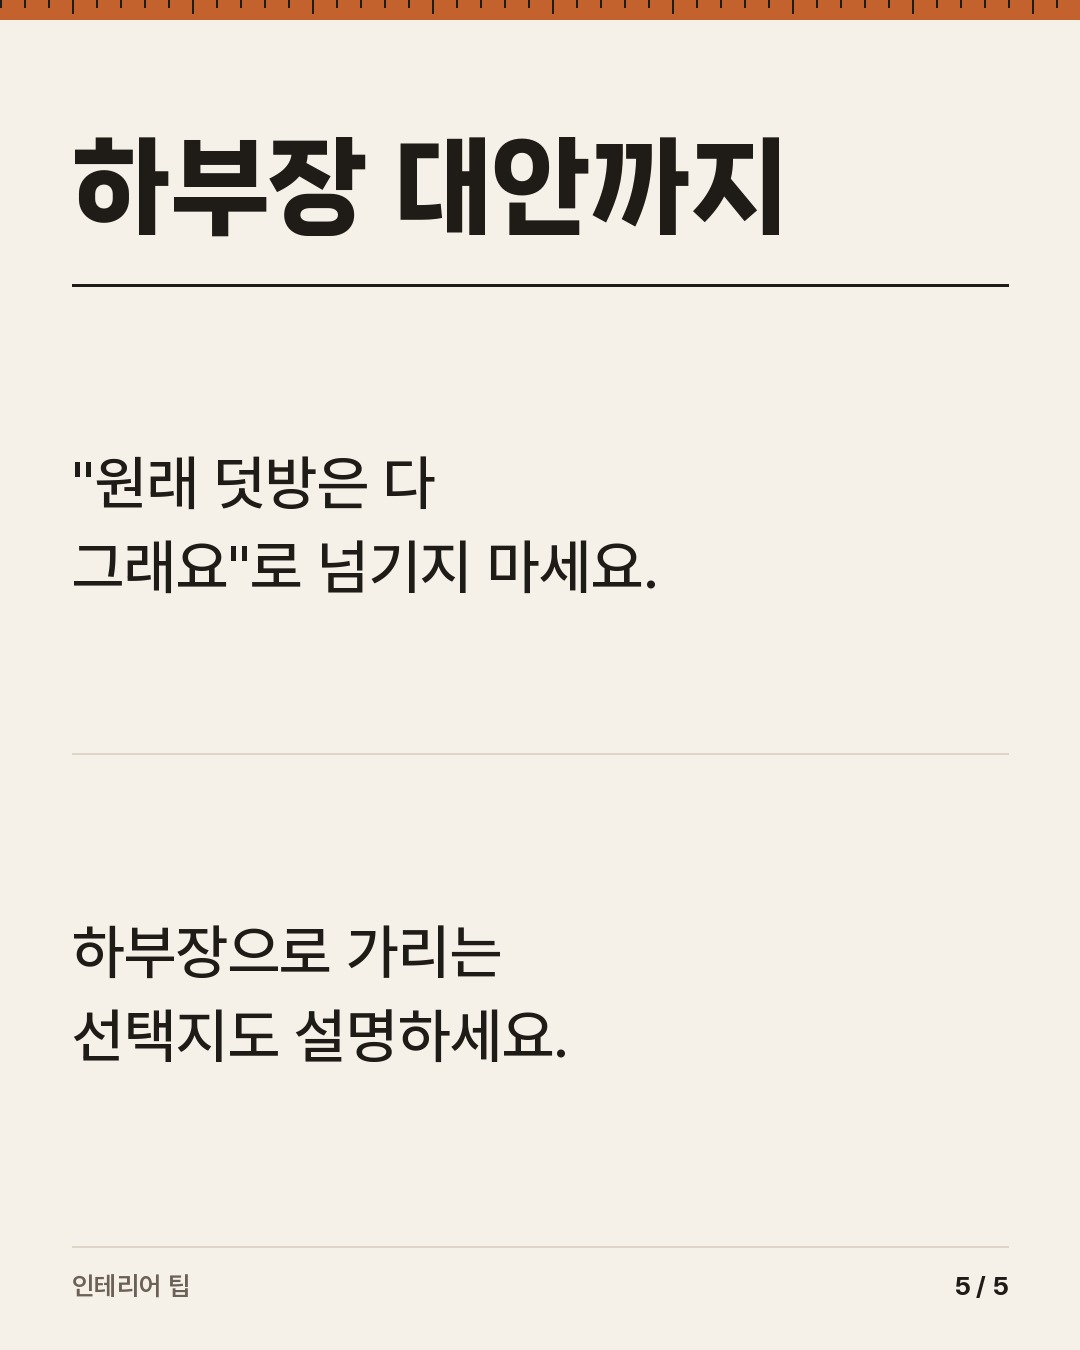 하부장 대안까지
"원래 덧방은 다
그래요"로 넘기지 마세요.
하부장으로 가리는
선택지도 설명하세요.
인테리어 팁
5 / 5